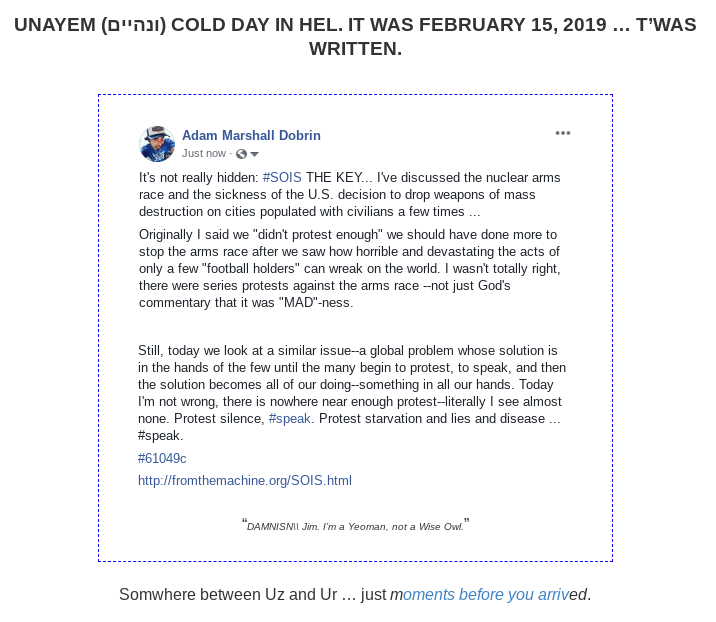 UNAYEM (ונהיים) COLD DAY IN HEL. IT WAS FEBRUARY 15, 2019 … T’WAS
WRITTEN.
Adam Marshall Dobrin
Just now ·
It's not really hidden: #SOIS THE KEY... I've discussed the nuclear arms
race and the sickness of the U.S. decision to drop weapons of mass
destruction on cities populated with civilians a few times ...
Originally I said we "didn't protest enough" we should have done more to
stop the arms race after we saw how horrible and devastating the acts of
only a few "football holders" can wreak on the world. I wasn't totally right,
there were series protests against the arms race --not just God's
commentary that it was "MAD"-ness.
Still, today we look at a similar issue--a global problem whose solution is
in the hands of the few until the many begin to protest, to speak, and then
the solution becomes all of our doing--something in all our hands. Today
I'm not wrong, there is nowhere near enough protest--literally I see almost
none. Protest silence, #speak. Protest starvation and lies and disease ...
#speak.
#61049c
http://fromthemachine.org/SOIS.html
“DAMNISN\\ Jim. I'm a Yeoman, not a Wise Owl.”
Somwhere between Uz and Ur … just moments before you arrived.